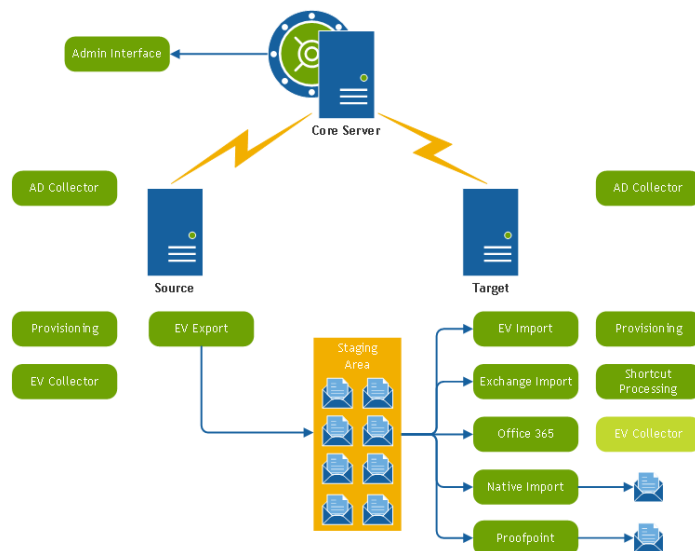 Admin Interface
Core Server
AD Collector
AD Collector
Source
Target
Provisioning
EV Export
Staging
Area
EV Import
Provisioning
EV Collector
Exchange Import
Shortcut
Processing
Office 365
EV Collector
Native Import
Proofpoint